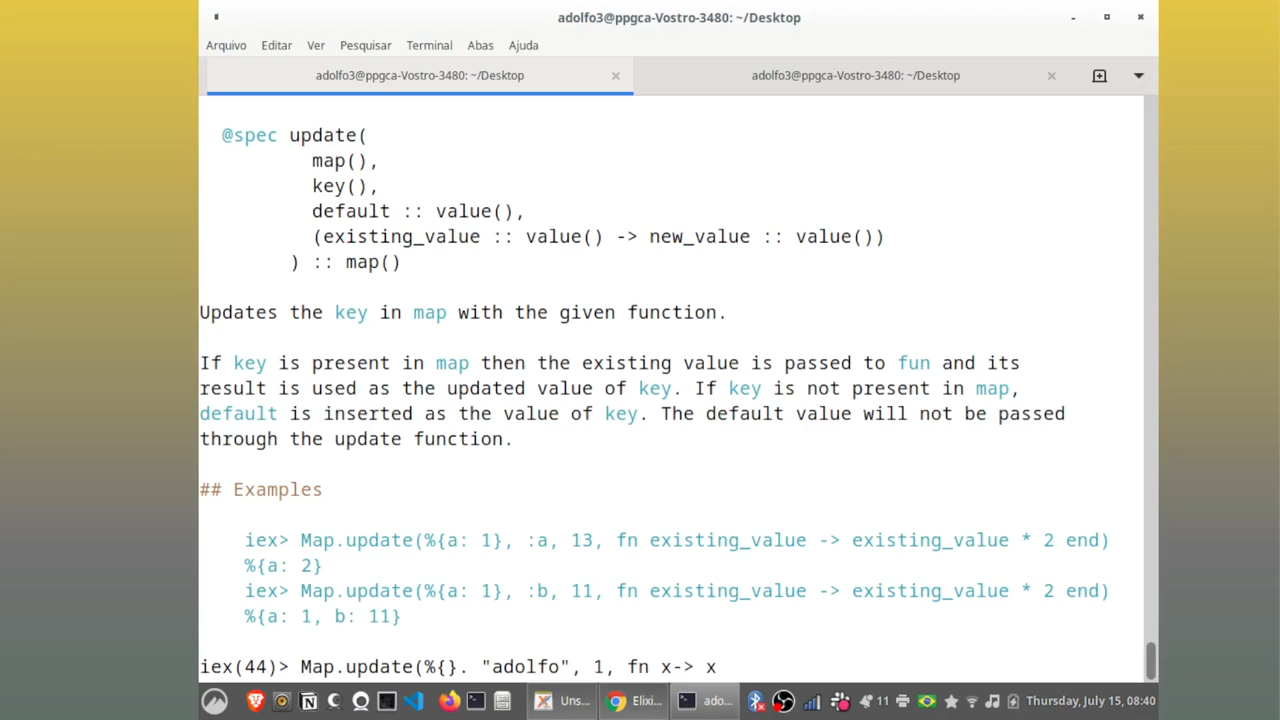 adolfo3@ppgca-Vostro-3480: ~/Desktop
Arquivo Editar Ver Pesquisar Terminal Abas Ajuda
adolfo3@ppgca-Vostro-3480: ~/Desktop adolfo3@ppgca-Vostro-3480: ~/Desktop
@spec update(
map(),
key(),
default :: value(),
(existing_value :: value() -> new_value :: value())
) :: map()
Updates the key in map with the given function.
If key is present in map then the existing value is passed to fun and its
result is used as the updated value of key. If key is not present in map,
default is inserted as the value of key. The default value will not be passed
through the update function.
## Examples
iex> Map.update(%{a: 1}, :a, 13, fn existing_value -> existing_value * 2 end)
%{a: 2}
iex> Map.update(%{a: 1}, :b, 11, fn existing_value -> existing_value * 2 end)
%{a: 1, b: 11}
iex(44)> Map.update(%{}. "adolfo", 1, fn x-> x
Uns... Elixi... ado... 11 Thursday, July 15, 08:40